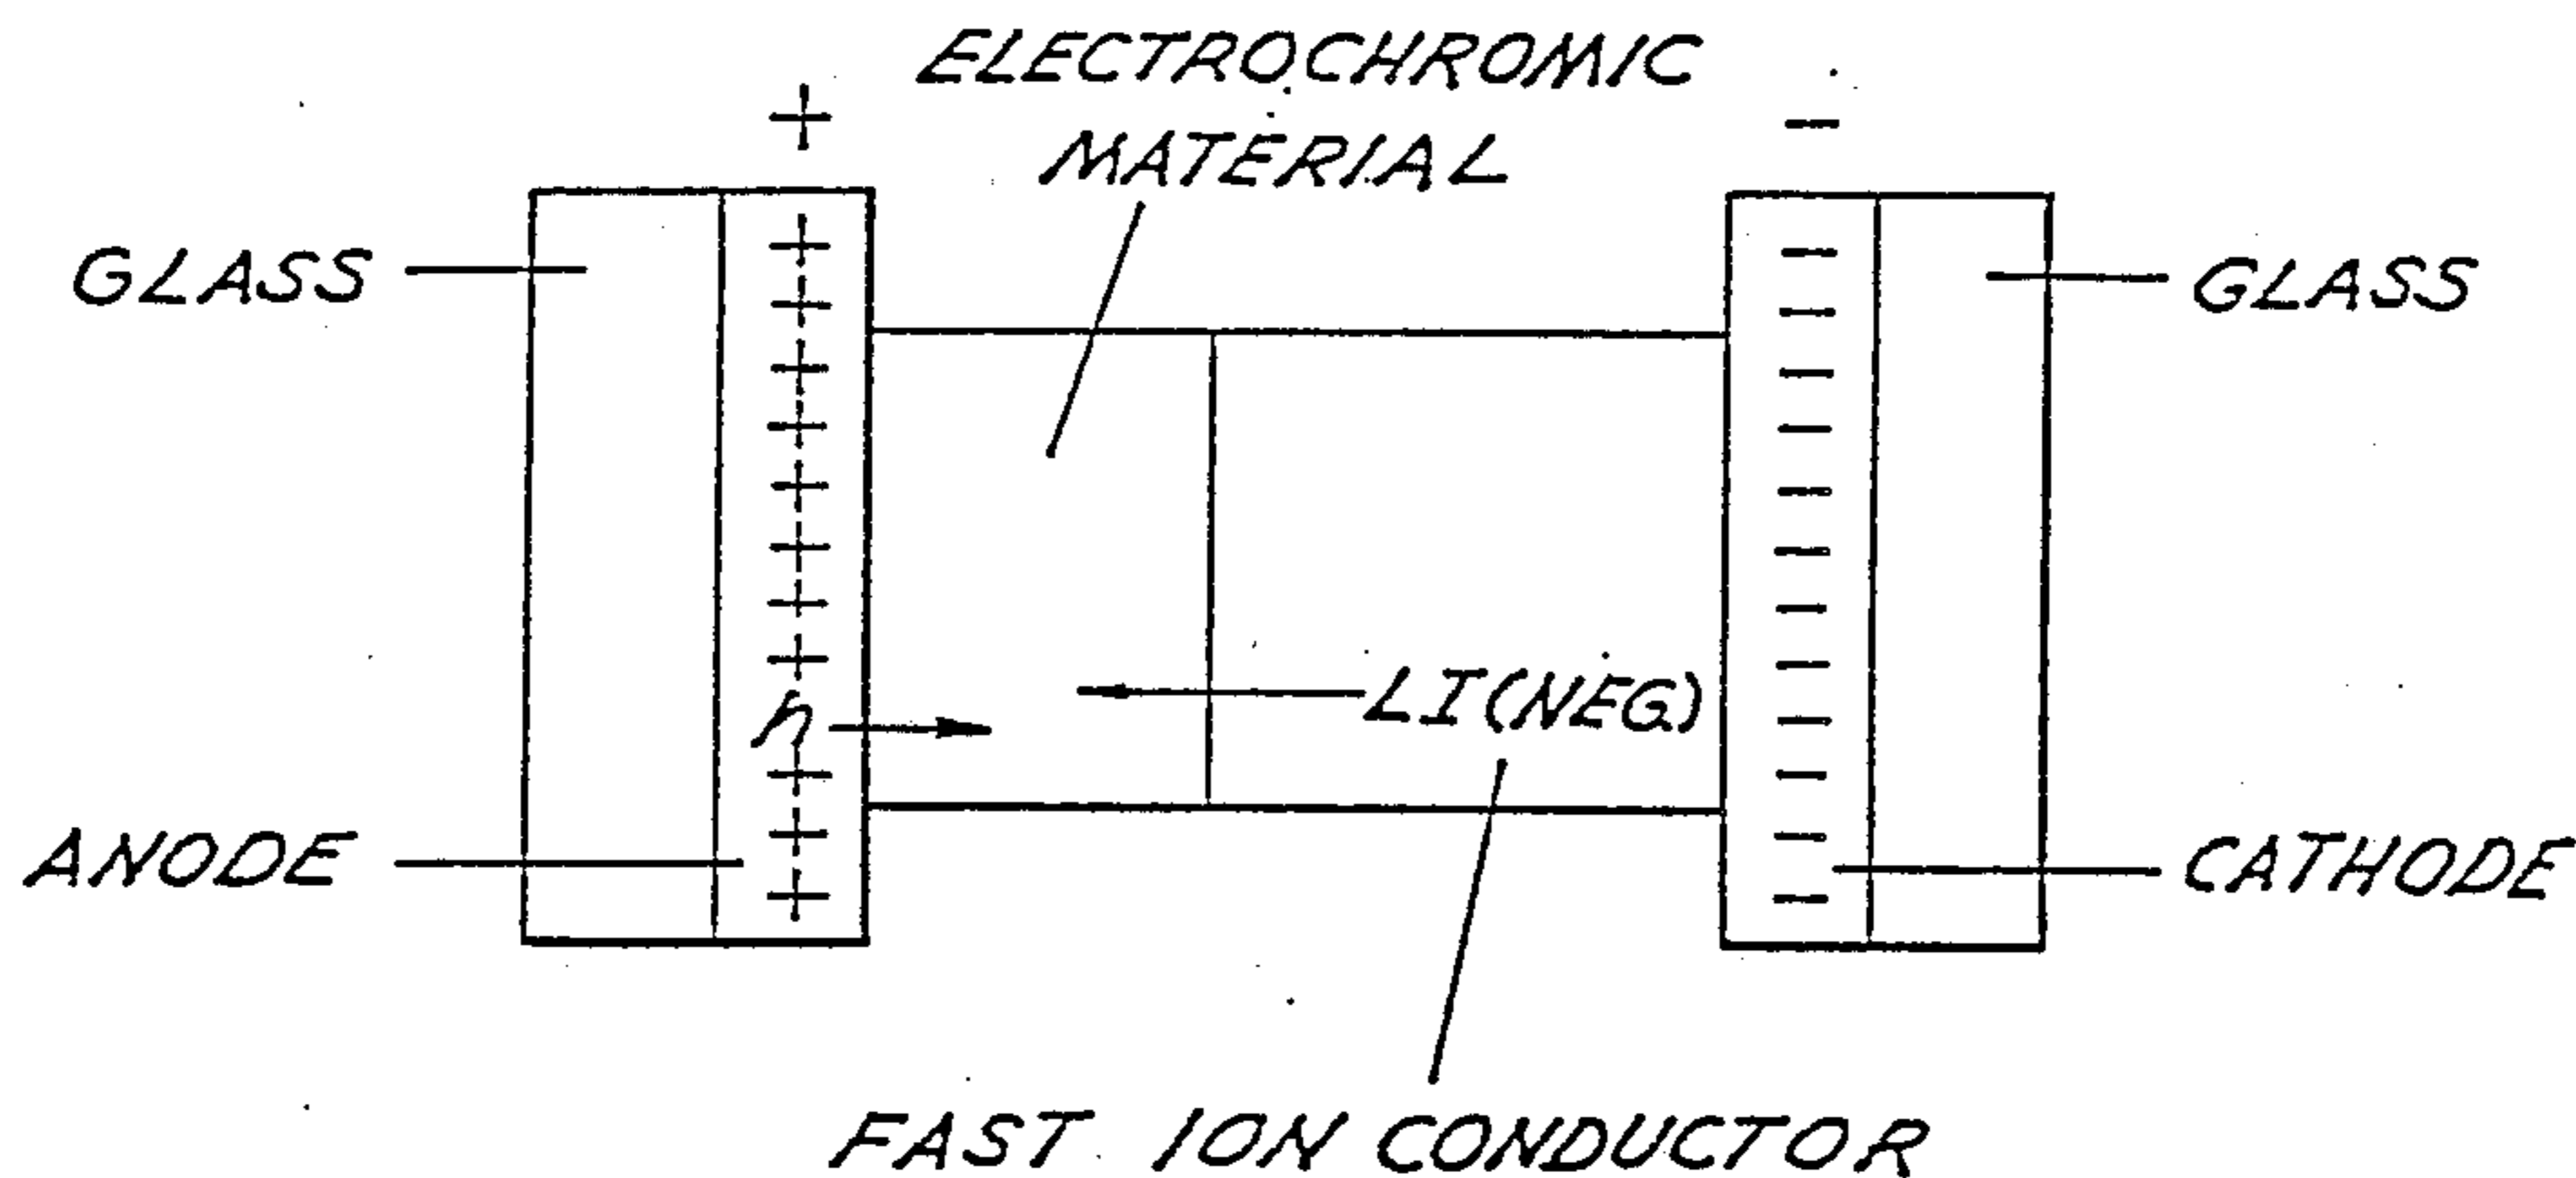 ELECTROCHROMIC
MATERIAL
+
−
GLASS
GLASS
h
LI(NEG)
ANODE
CATHODE
FAST ION CONDUCTOR